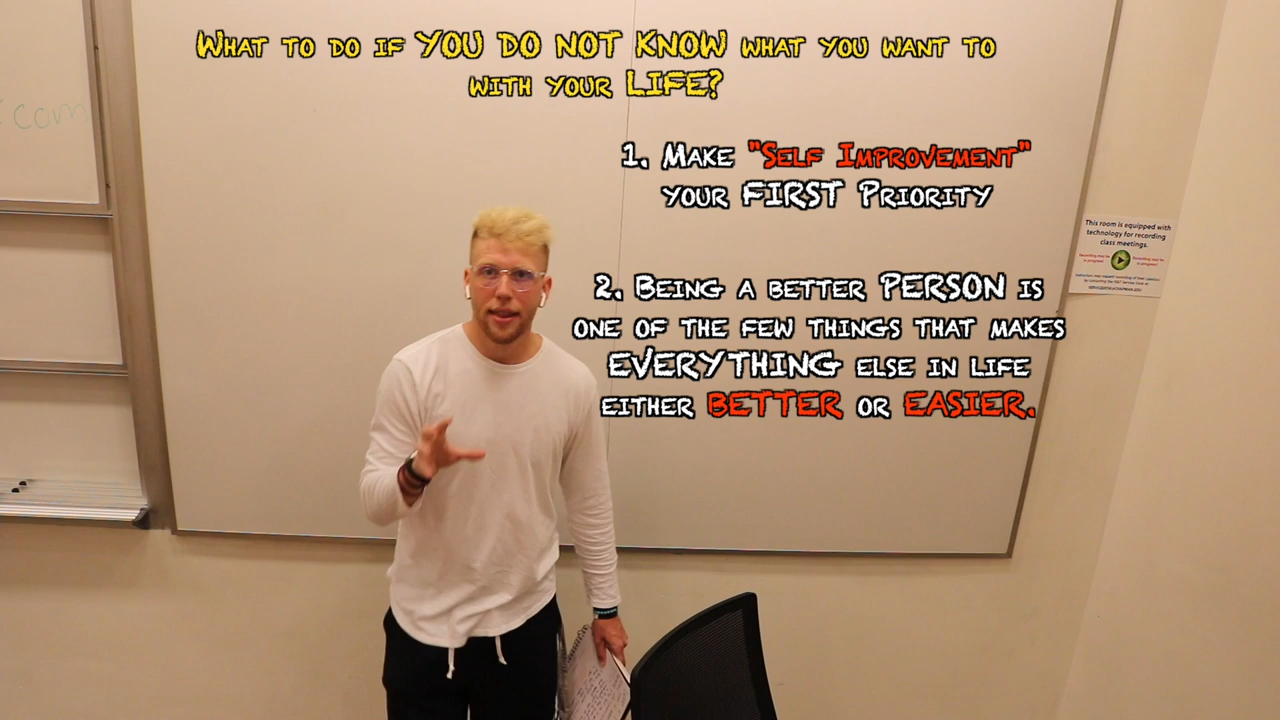 What to do if YOU DO NOT KNOW what you want to
with your LIFE?
1. Make "Self Improvement"
your FIRST Priority
2. Being a better PERSON is
one of the few things that makes
EVERYTHING else in life
either BETTER or EASIER.
com
This room is equipped with
technology for recording
class meetings.